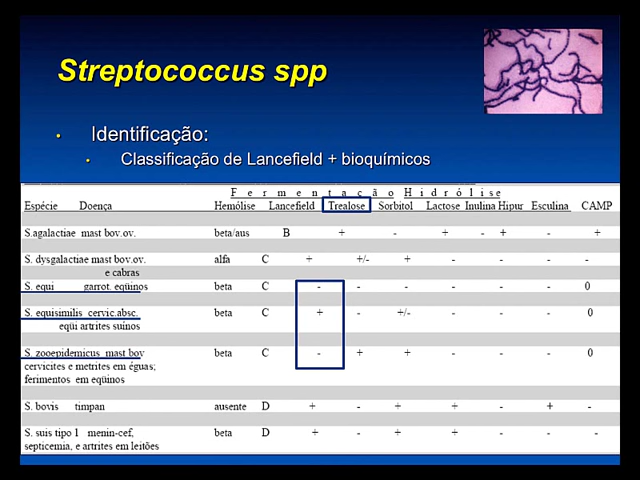 Streptococcus spp
• Identificação:
• Classificação de Lancefield + bioquímicos
Fermentação Hidrólise
Espécie Doença Hemólise Lancefield Trealose Sorbitol Lactose Inulina Hipur Esculina CAMP
S.agalactiae mast bov.ov. beta/aus B + - + - + - +
S. dysgalactiae mast bov.ov. alfa C + +/- + - - - -
e cabras
S. equi garrot. eqüinos beta C - - - - - - 0
S. equisimilis cervic.absc. beta C + - +/- - - - 0
eqüi artrites suínos
S. zooepidemicus mast bov beta C - + + - - - 0
cervicites e metrites em éguas;
ferimentos em eqüinos
S. bovis timpan ausente D + - + + - + -
S. suis tipo 1 menin-cef, beta D + - + + - - -
septicemia, e artrites em leitões